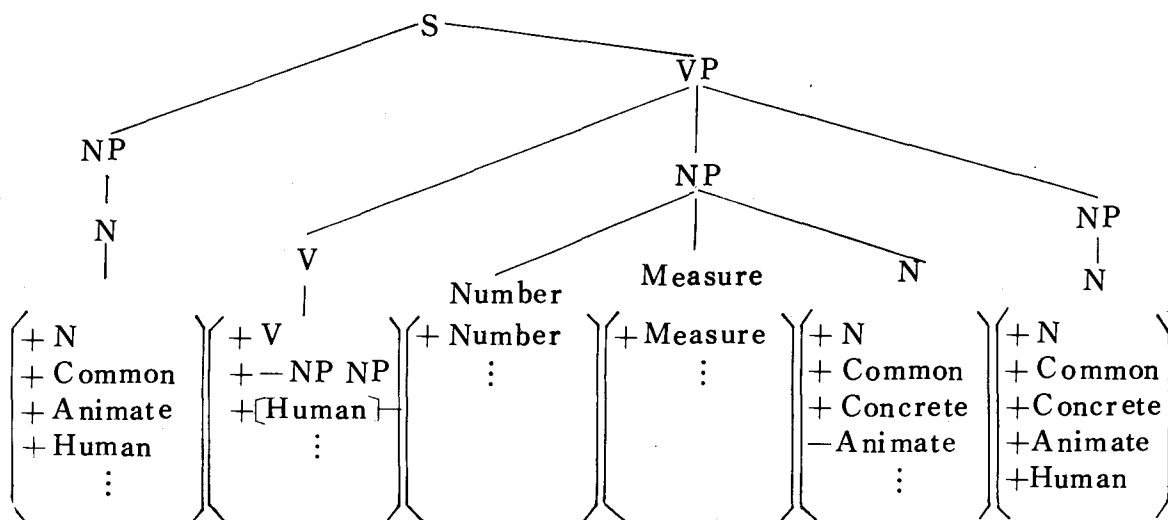 S
VP
NP
NP
NP
N
V
Number Measure N N
+ N
+ Common
+ Animate
+ Human
⋮
+ V
+ —NP NP
+[Human]—
⋮
+ Number
⋮
+ Measure
⋮
+ N
+ Common
+ Concrete
—Animate
⋮
+ N
+ Common
+Concrete
+Animate
+Human